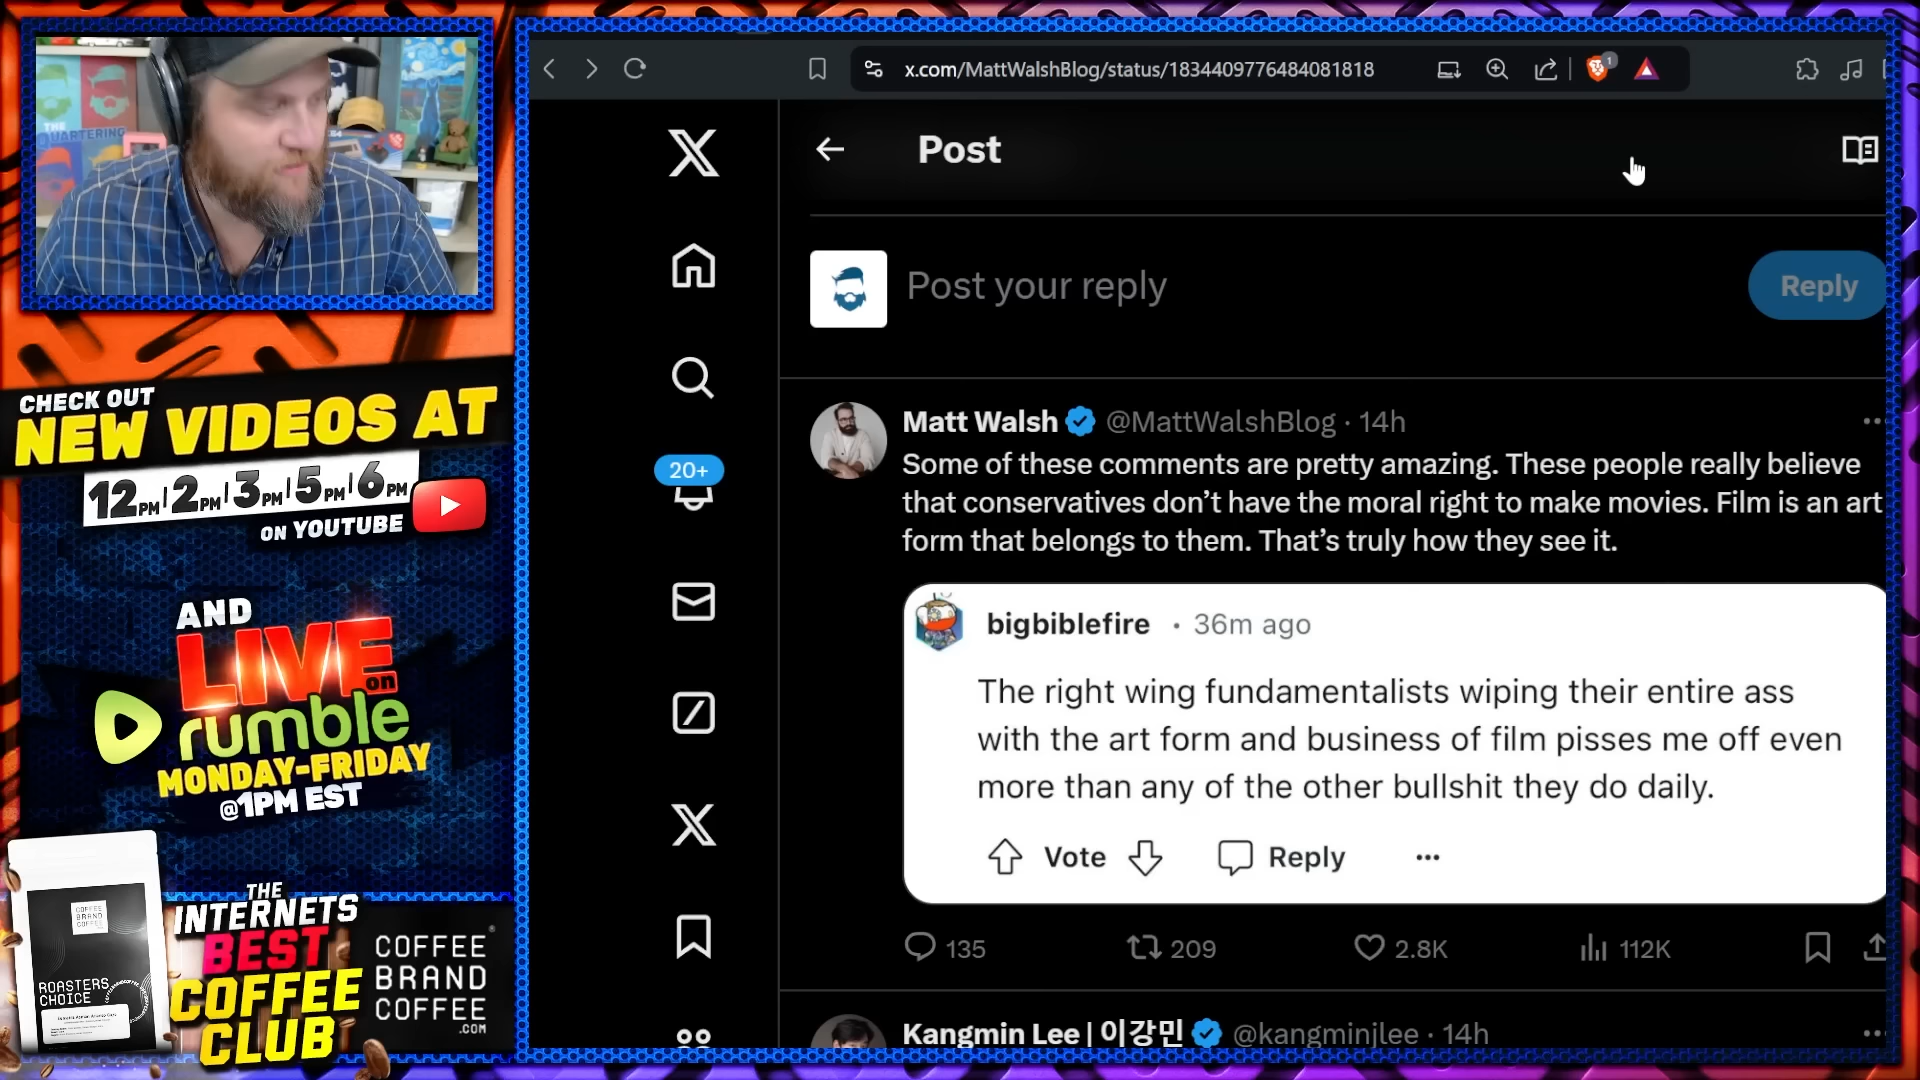 THE
QUARTERING
CHECK OUT
NEW VIDEOS AT
12PM | 2PM | 3PM | 5PM | 6PM
ON YOUTUBE
AND
LIVE
on
rumble
MONDAY-FRIDAY
@1PM EST
COFFEE
BRAND
COFFEE
ROASTERS
CHOICE
THE
INTERNETS
BEST
COFFEE
CLUB
COFFEE
BRAND
COFFEE
.COM
x.com/MattWalshBlog/status/1834409776484081818
1
Post
20+
Post your reply
Reply
Matt Walsh @MattWalshBlog · 14h
Some of these comments are pretty amazing. These people really believe
that conservatives don’t have the moral right to make movies. Film is an art
form that belongs to them. That’s truly how they see it.
bigbiblefire · 36m ago
The right wing fundamentalists wiping their entire ass
with the art form and business of film pisses me off even
more than any of the other bullshit they do daily.
Vote
Reply
135
209
2.8K
112K
Kangmin Lee | 이강민 @kangminjlee · 14h